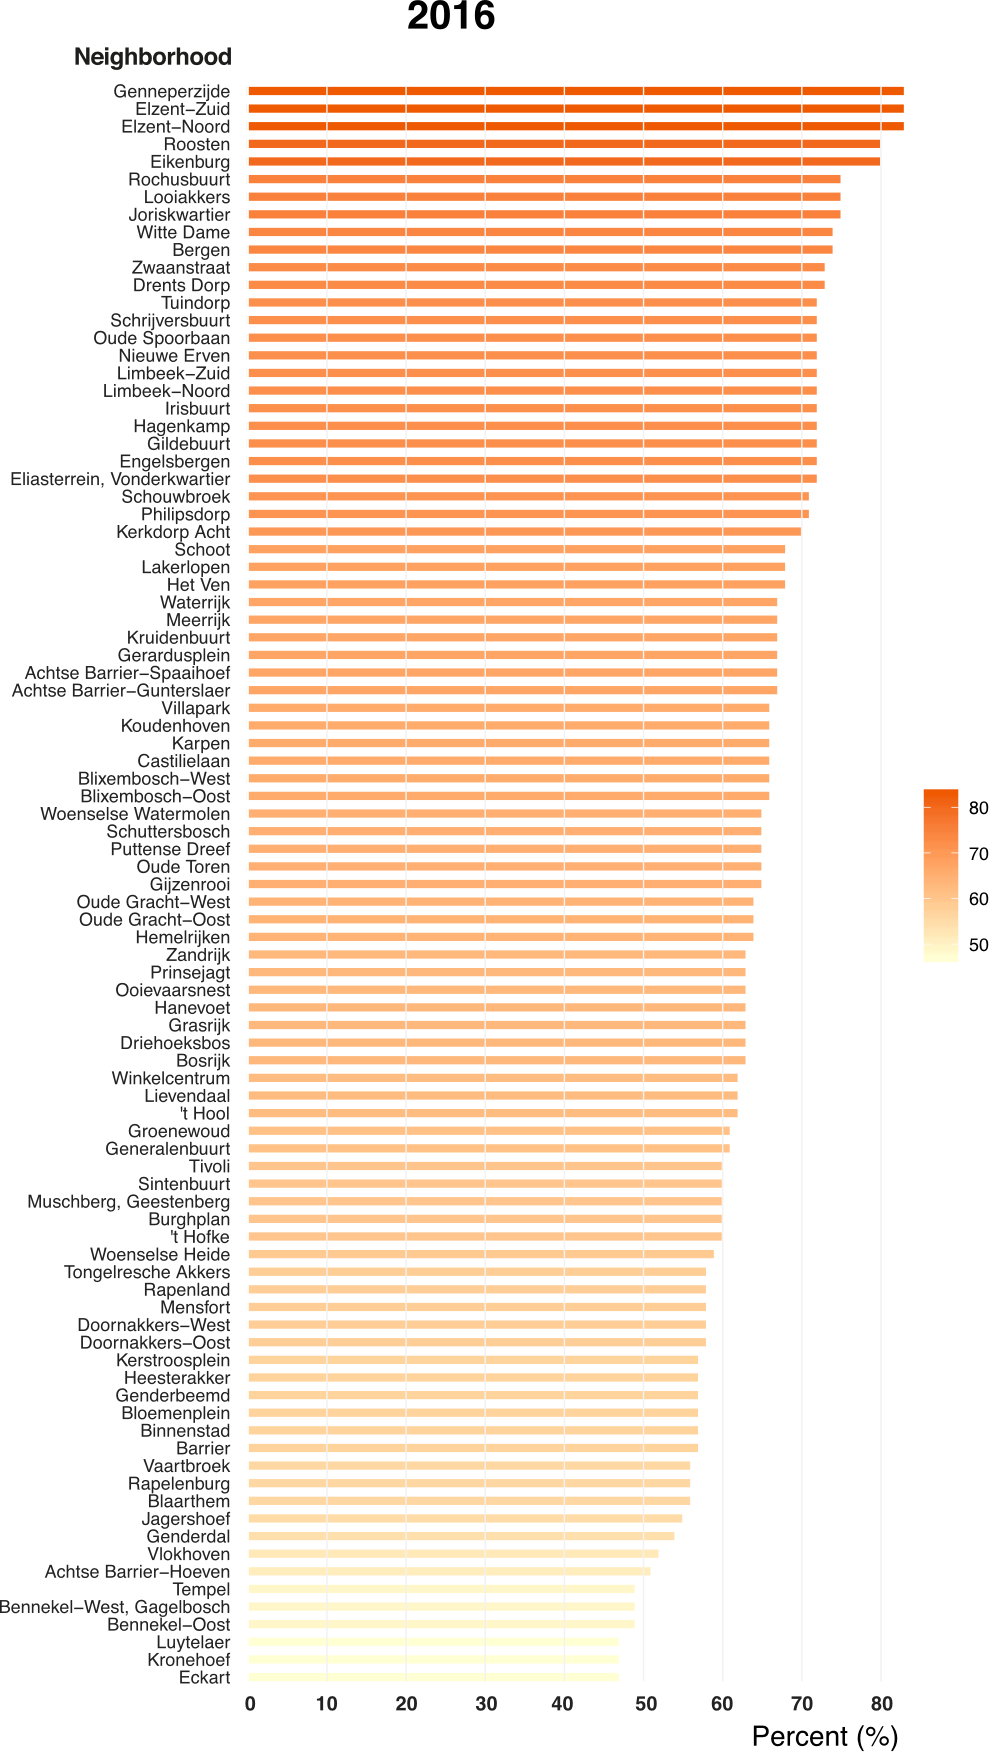 2016
Neighborhood
Genneperzijde
Elzent−Zuid
Elzent−Noord
Roosten
Eikenburg
Rochusbuurt
Looiakkers
Joriskwartier
Witte Dame
Bergen
Zwaanstraat
Drents Dorp
Tuindorp
Schrijversbuurt
Oude Spoorbaan
Nieuwe Erven
Limbeek−Zuid
Limbeek−Noord
Irisbuurt
Hagenkamp
Gildebuurt
Engelsbergen
Eliasterrein, Vonderkwartier
Schouwbroek
Philipsdorp
Kerkdorp Acht
Schoot
Lakerlopen
Het Ven
Waterrijk
Meerrijk
Kruidenbuurt
Gerardusplein
Achtse Barrier−Spaaihoef
Achtse Barrier−Gunterslaer
Villapark
Koudenhoven
Karpen
Castilielaan
Blixembosch−West
Blixembosch−Oost
Woenselse Watermolen
Schuttersbosch
Puttense Dreef
Oude Toren
Gijzenrooi
Oude Gracht−West
Oude Gracht−Oost
Hemelrijken
Zandrijk
Prinsejagt
Ooievaarsnest
Hanevoet
Grasrijk
Driehoeksbos
Bosrijk
Winkelcentrum
Lievendaal
't Hool
Groenewoud
Generalenbuurt
Tivoli
Sintenbuurt
Muschberg, Geestenberg
Burghplan
't Hofke
Woenselse Heide
Tongelresche Akkers
Rapenland
Mensfort
Doornakkers−West
Doornakkers−Oost
Kerstroosplein
Heesterakker
Genderbeemd
Bloemenplein
Binnenstad
Barrier
Vaartbroek
Rapelenburg
Blaarthem
Jagershoef
Genderdal
Vlokhoven
Achtse Barrier−Hoeven
Tempel
Bennekel−West, Gagelbosch
Bennekel−Oost
Luytelaer
Kronehoef
Eckart
0 10 20 30 40 50 60 70 80
Percent (%)
80
70
60
50